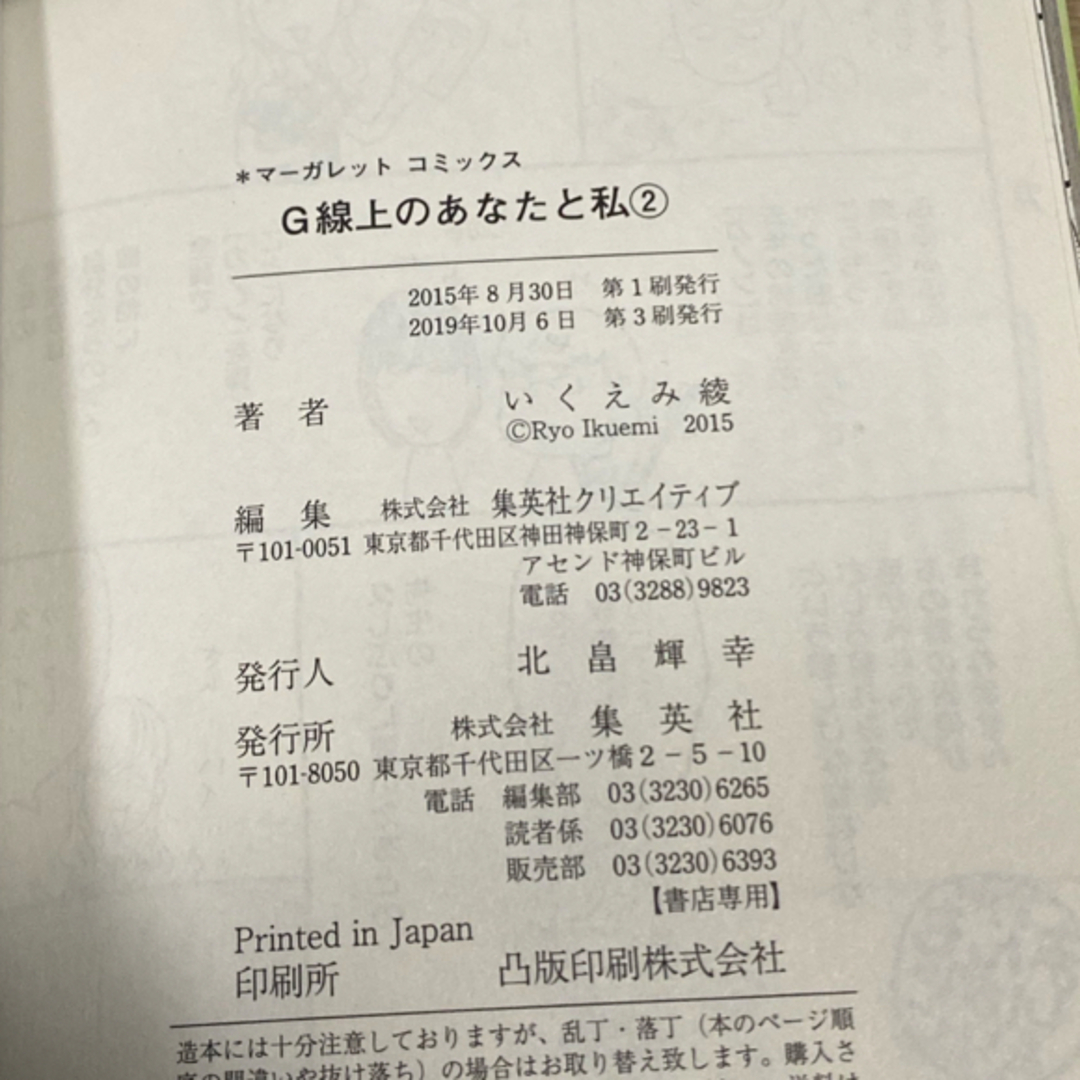 *マーガレット コミックス
G線上のあなたと私②
2015年8月30日 第1刷発行
2019年10月6日 第3刷発行
著 者 いくえみ綾
©Ryo Ikuemi 2015
編 集 株式会社 集英社クリエイティブ
〒101-0051 東京都千代田区神田神保町2-23-1
アセンド神保町ビル
電話 03(3288)9823
発行人 北畠輝幸
発行所 株式会社 集英社
〒101-8050 東京都千代田区一ツ橋2-5-10
電話 編集部 03(3230)6265
読者係 03(3230)6076
販売部 03(3230)6393
【書店専用】
Printed in Japan
印刷所 凸版印刷株式会社
造本には十分注意しておりますが、乱丁・落丁(本のページ順
の間違いや抜け落ち)の場合はお取り替え致します。購入さ